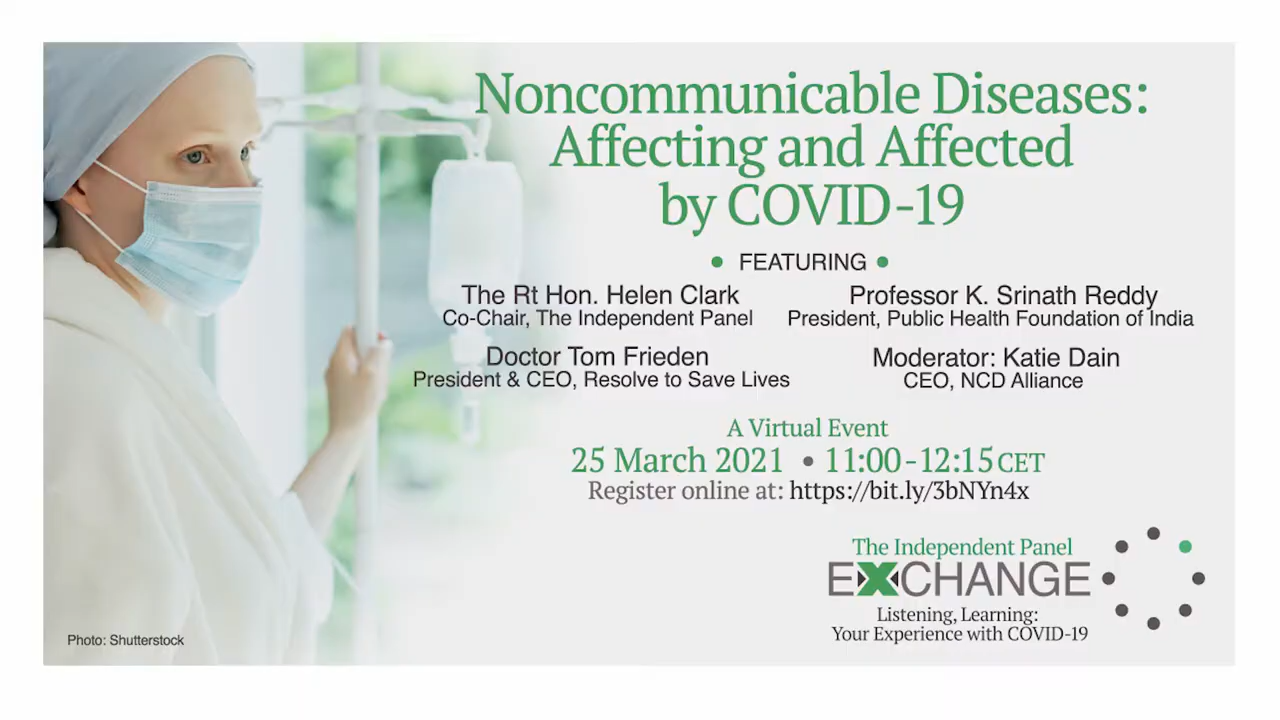 Noncommunicable Diseases:
Affecting and Affected
by COVID-19
• FEATURING •
The Rt Hon. Helen Clark
Co-Chair, The Independent Panel
Professor K. Srinath Reddy
President, Public Health Foundation of India
Doctor Tom Frieden
President & CEO, Resolve to Save Lives
Moderator: Katie Dain
CEO, NCD Alliance
A Virtual Event
25 March 2021 • 11:00-12:15 CET
Register online at: https://bit.ly/3bNYn4x
The Independent Panel
EXCHANGE
Listening, Learning:
Your Experience with COVID-19
Photo: Shutterstock